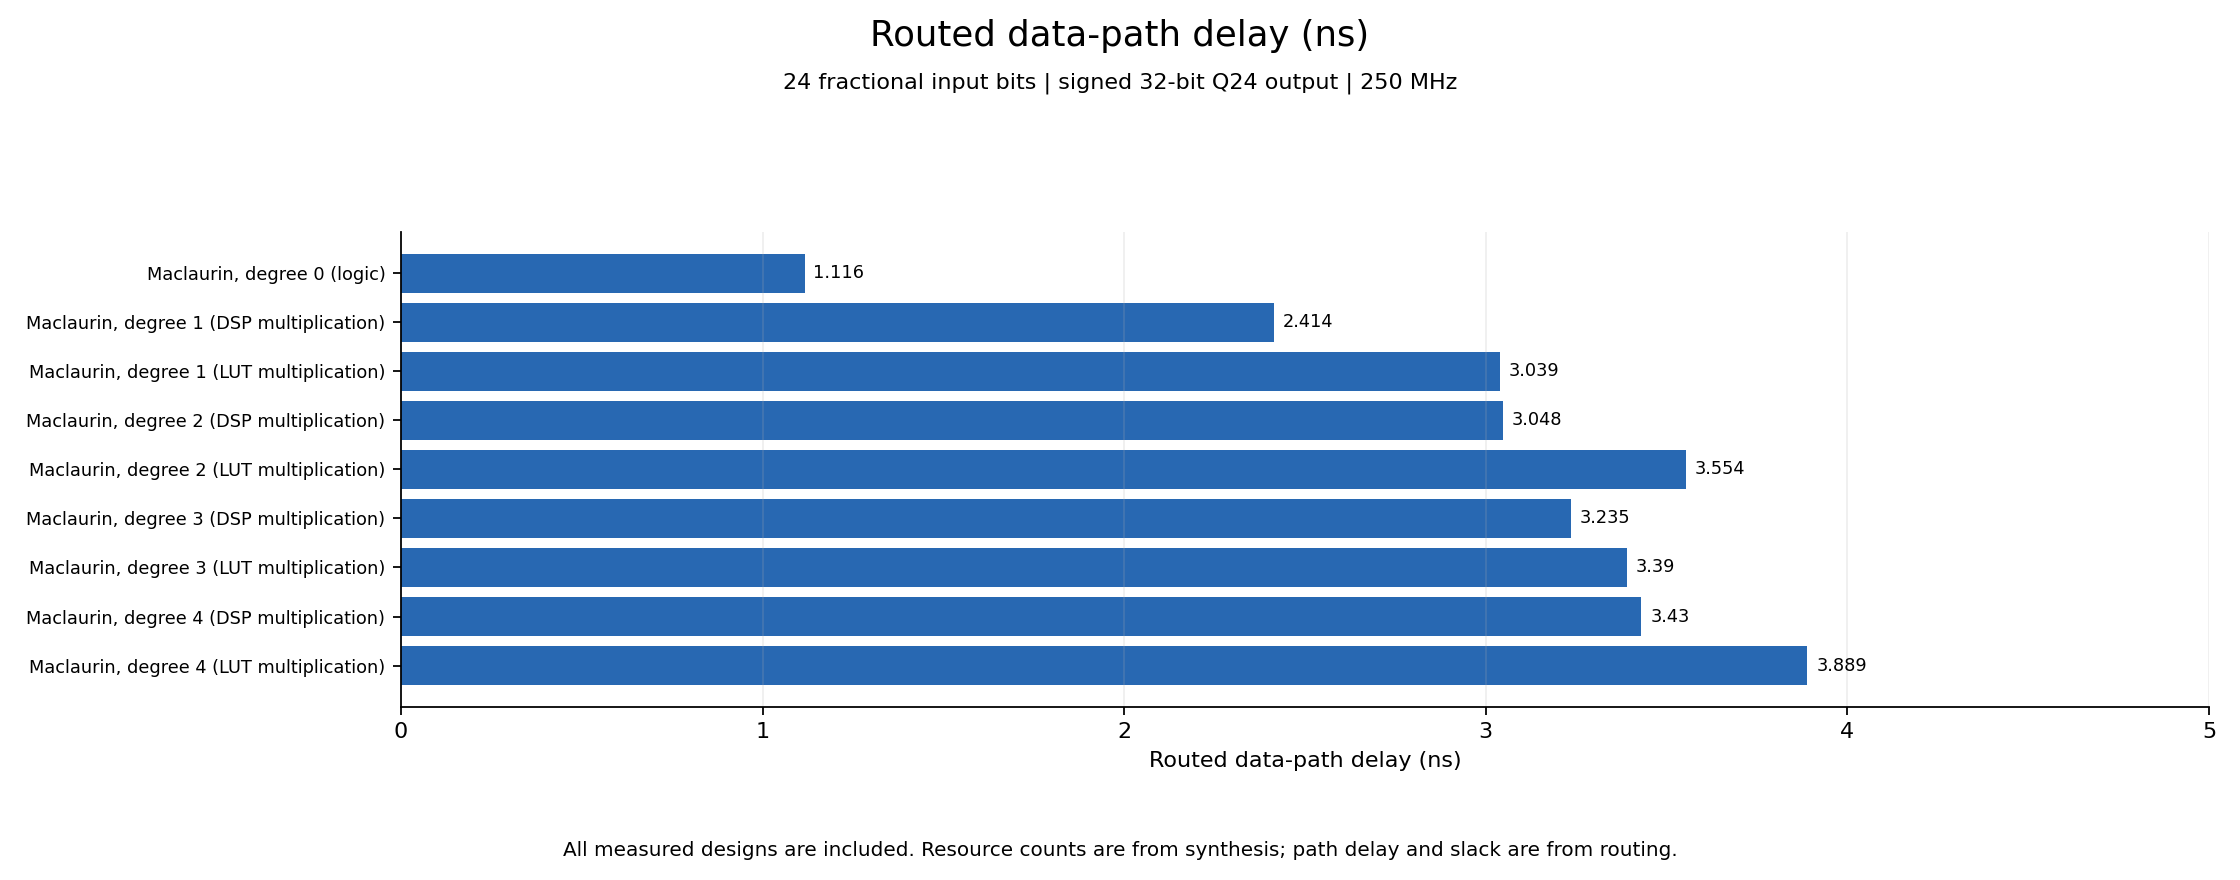 Routed data-path delay (ns)
24 fractional input bits | signed 32-bit Q24 output | 250 MHz
Maclaurin, degree 0 (logic) 1.116
Maclaurin, degree 1 (DSP multiplication) 2.414
Maclaurin, degree 1 (LUT multiplication) 3.039
Maclaurin, degree 2 (DSP multiplication) 3.048
Maclaurin, degree 2 (LUT multiplication) 3.554
Maclaurin, degree 3 (DSP multiplication) 3.235
Maclaurin, degree 3 (LUT multiplication) 3.39
Maclaurin, degree 4 (DSP multiplication) 3.43
Maclaurin, degree 4 (LUT multiplication) 3.889
0 1 2 3 4 5
Routed data-path delay (ns)
All measured designs are included. Resource counts are from synthesis; path delay and slack are from routing.